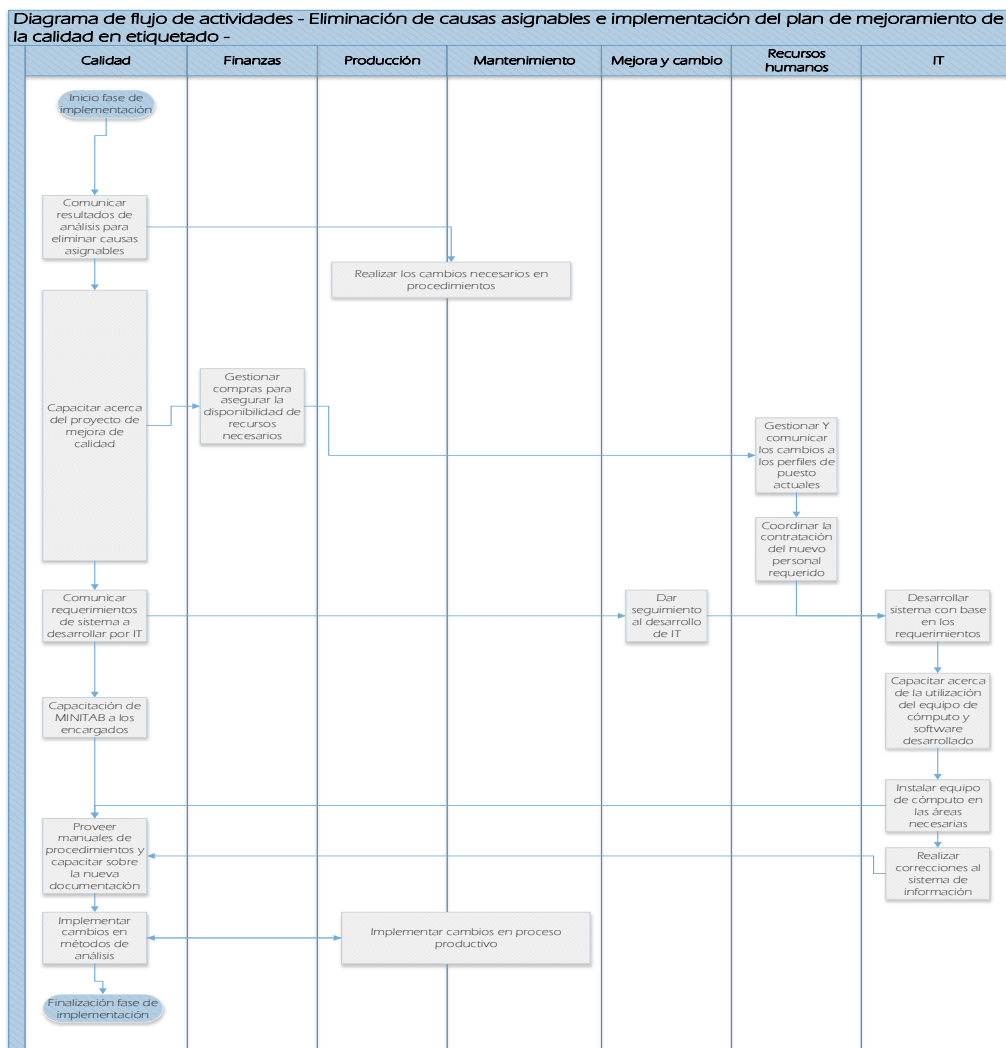 Diagrama de flujo de actividades - Eliminación de causas asignables e implementación del plan de mejoramiento de
la calidad en etiquetado -
Calidad
Finanzas
Producción
Mantenimiento
Mejora y cambio
Recursos
humanos
IT
Inicio fase de
implementación
Comunicar
resultados de
análisis para
eliminar causas
asignables
Realizar los cambios necesarios en
procedimientos
Capacitar acerca
del proyecto de
mejora de
calidad
Gestionar
compras para
asegurar la
disponibilidad de
recursos
necesarios
Gestionar Y
comunicar
los cambios a
los perfiles de
puesto
actuales
Coordinar la
contratación
del nuevo
personal
requerido
Comunicar
requerimientos
de sistema a
desarrollar por IT
Dar
seguimiento
al desarrollo
de IT
Desarrollar
sistema con base
en los
requerimientos
Capacitación de
MINITAB a los
encargados
Capacitar acerca
de la utilización
del equipo de
cómputo y
software
desarrollado
Instalar equipo
de cómputo en
las áreas
necesarias
Proveer
manuales de
procedimientos y
capacitar sobre
la nueva
documentación
Realizar
correcciones al
sistema de
información
Implementar
cambios en
métodos de
análisis
Implementar cambios en proceso
productivo
Finalización fase de
implementación